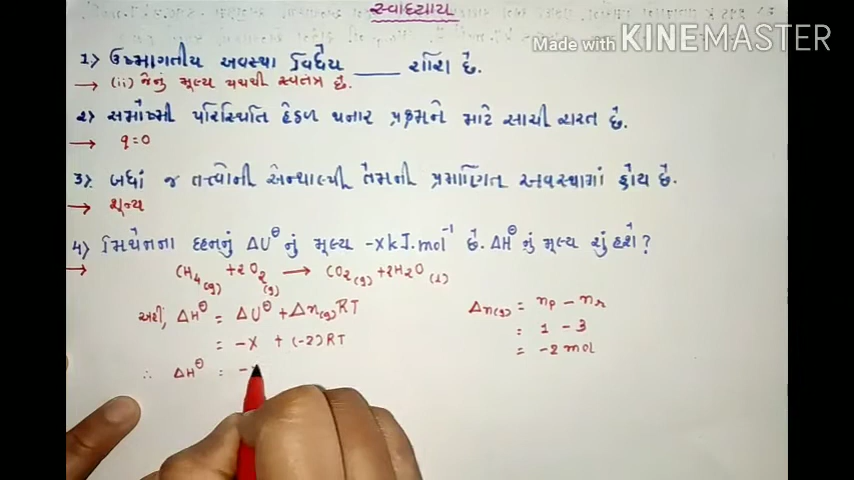 સ્વાધ્યાય
Made with KINEMASTER
1) ઉષ્માગતીય અવસ્થા વિધેય ____ રાશિ છે.
→ (ii) જેનું મૂલ્ય પથથી સ્વતંત્ર છે.
2) સમોષ્મી પરિસ્થિતિ હેઠળ થનાર પ્રક્રમને માટે સાચી શરત છે.
→ q=0
3) બધાં જ તત્ત્વોની એન્થાલ્પી તેમની પ્રમાણિત અવસ્થામાં હોય છે.
→ શૂન્ય
4) મિથેનના દહનનું ΔU⊖ નું મૂલ્ય -x kJ.mol⁻¹ છે. ΔH⊖ નું મૂલ્ય શું હશે?
→ CH₄(g) + 2O₂(g) → CO₂(g) + 2H₂O(l)
અહીં, ΔH⊖ = ΔU⊖ + Δn(g)RT
= -x + (-2)RT
∴ ΔH⊖ = -
Δn(g) = np - nr
= 1 - 3
= -2 mol